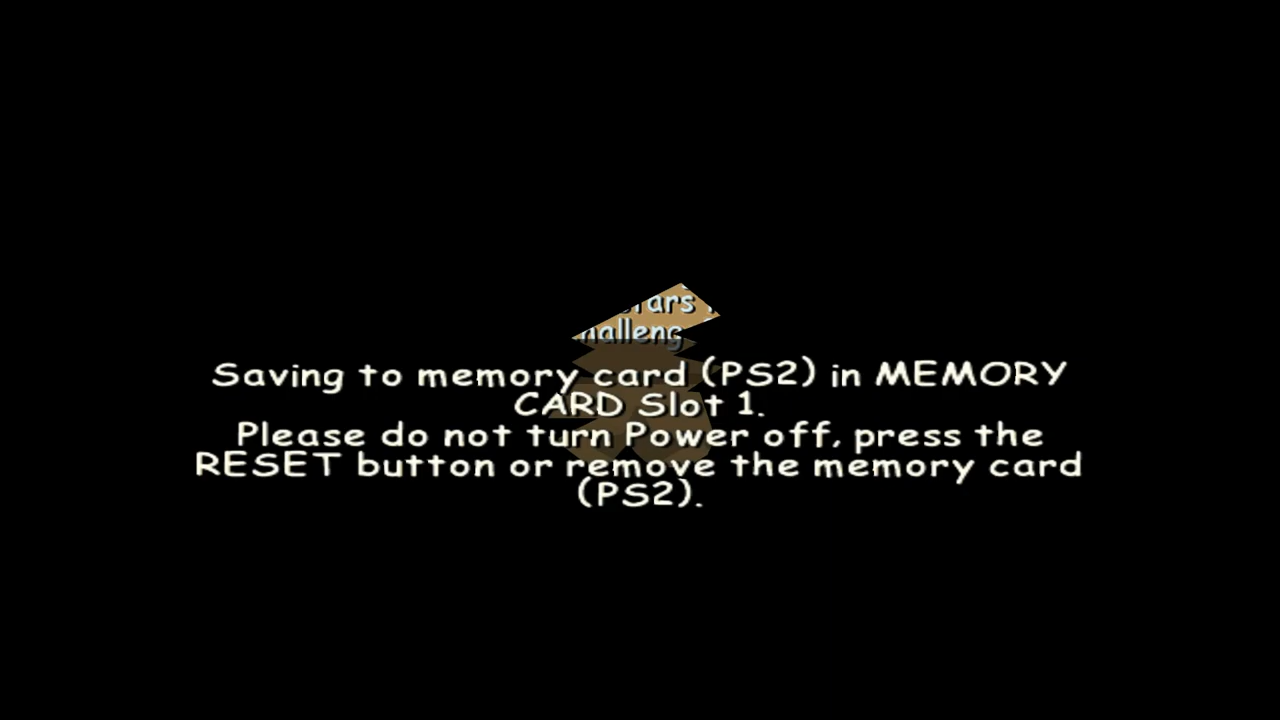 Saving to memory card (PS2) in MEMORY
CARD Slot 1.
Please do not turn Power off, press the
RESET button or remove the memory card
(PS2).